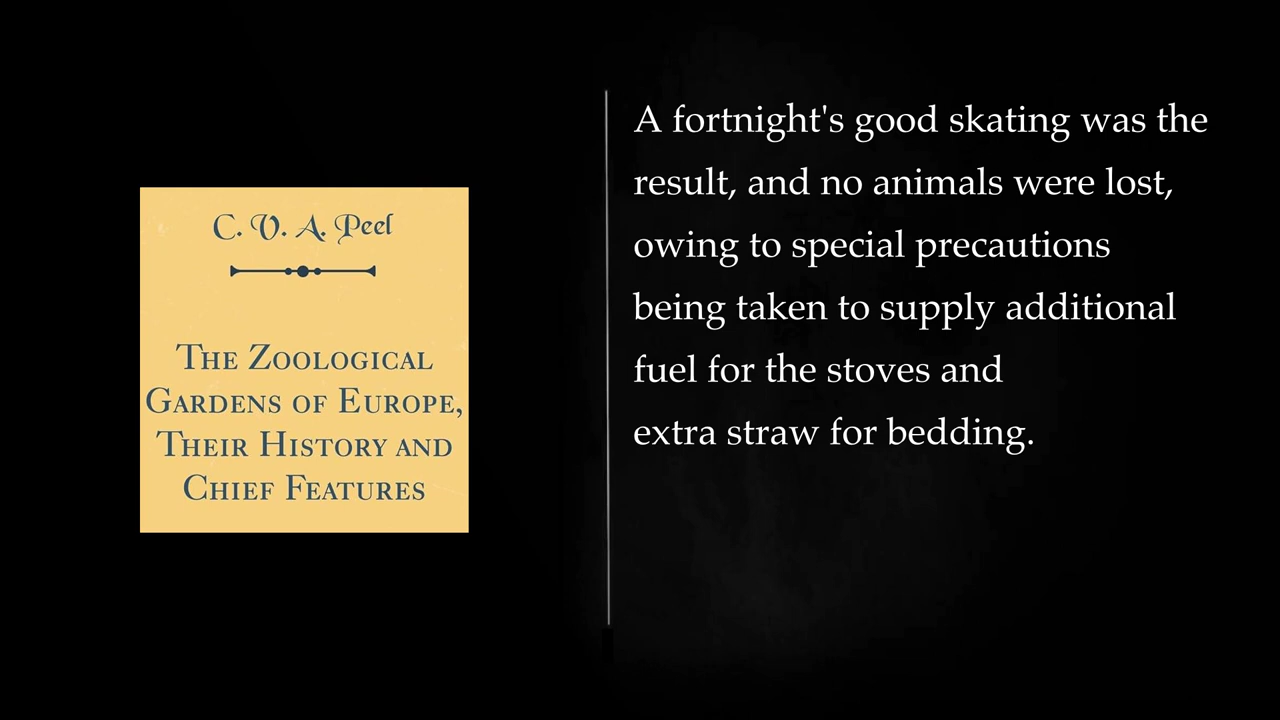 C. V. A. Peel
The Zoological
Gardens of Europe,
Their History and
Chief Features
A fortnight's good skating was the
result, and no animals were lost,
owing to special precautions
being taken to supply additional
fuel for the stoves and
extra straw for bedding.